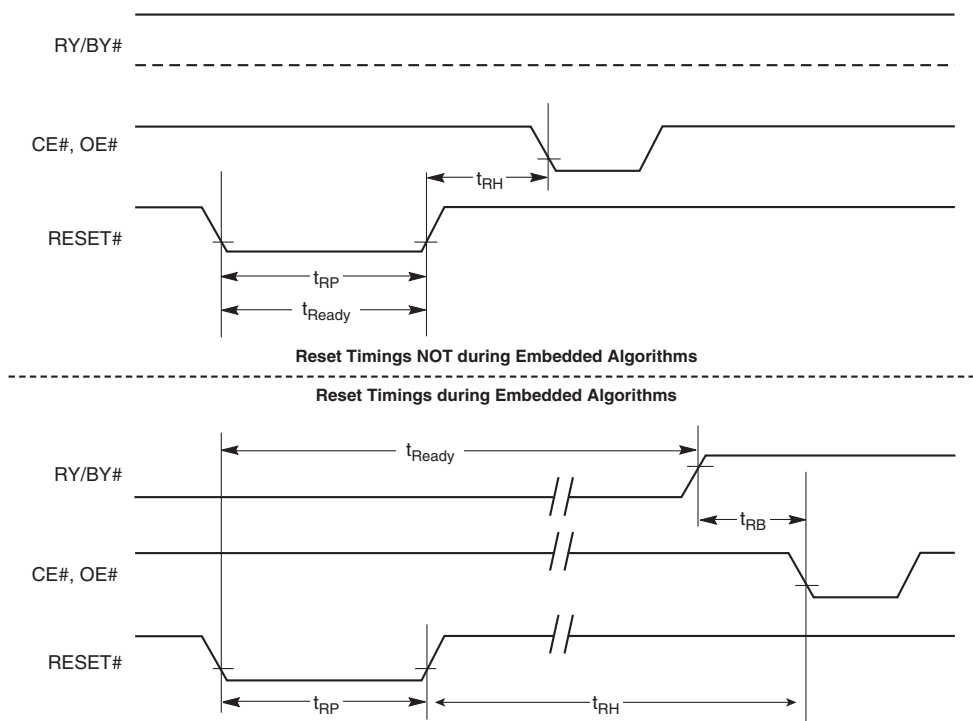 RY/BY#
CE#, OE#
tRH
RESET#
tRP
tReady
Reset Timings NOT during Embedded Algorithms
Reset Timings during Embedded Algorithms
tReady
RY/BY#
tRB
CE#, OE#
RESET#
tRP
tRH